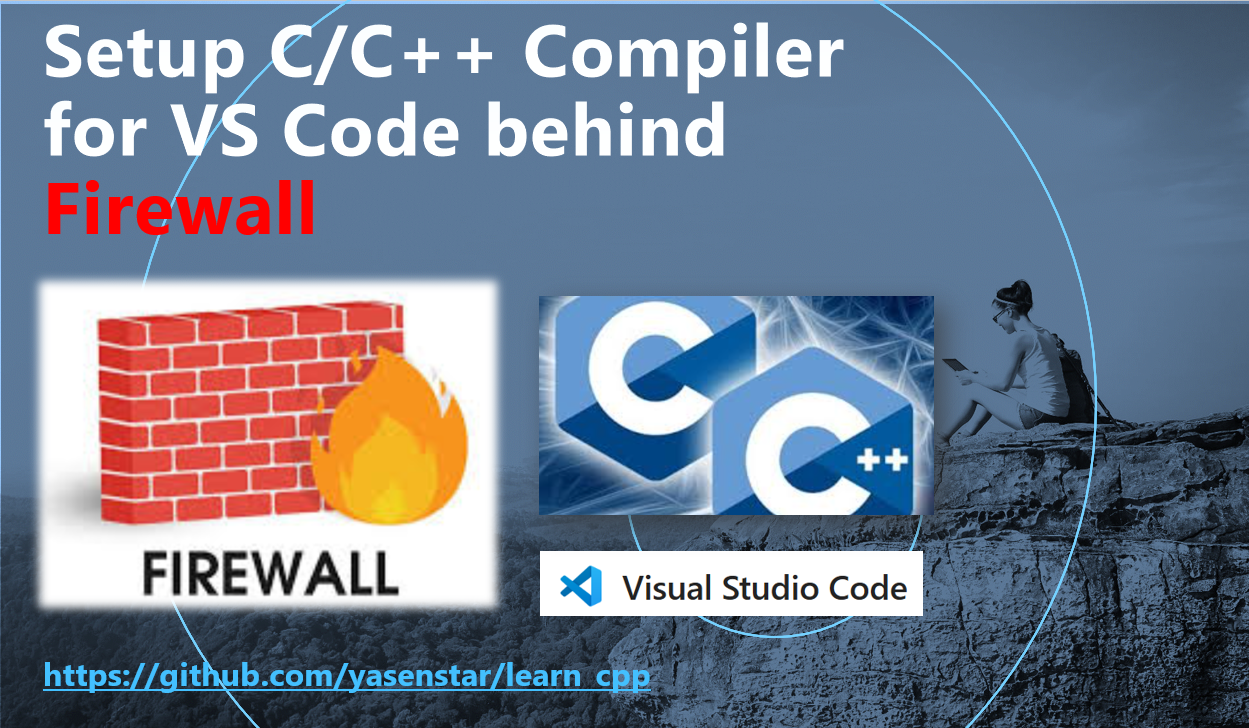 Setup C/C++ Compiler
for VS Code behind
Firewall
FIREWALL
C
C++
Visual Studio Code
https://github.com/yasenstar/learn_cpp